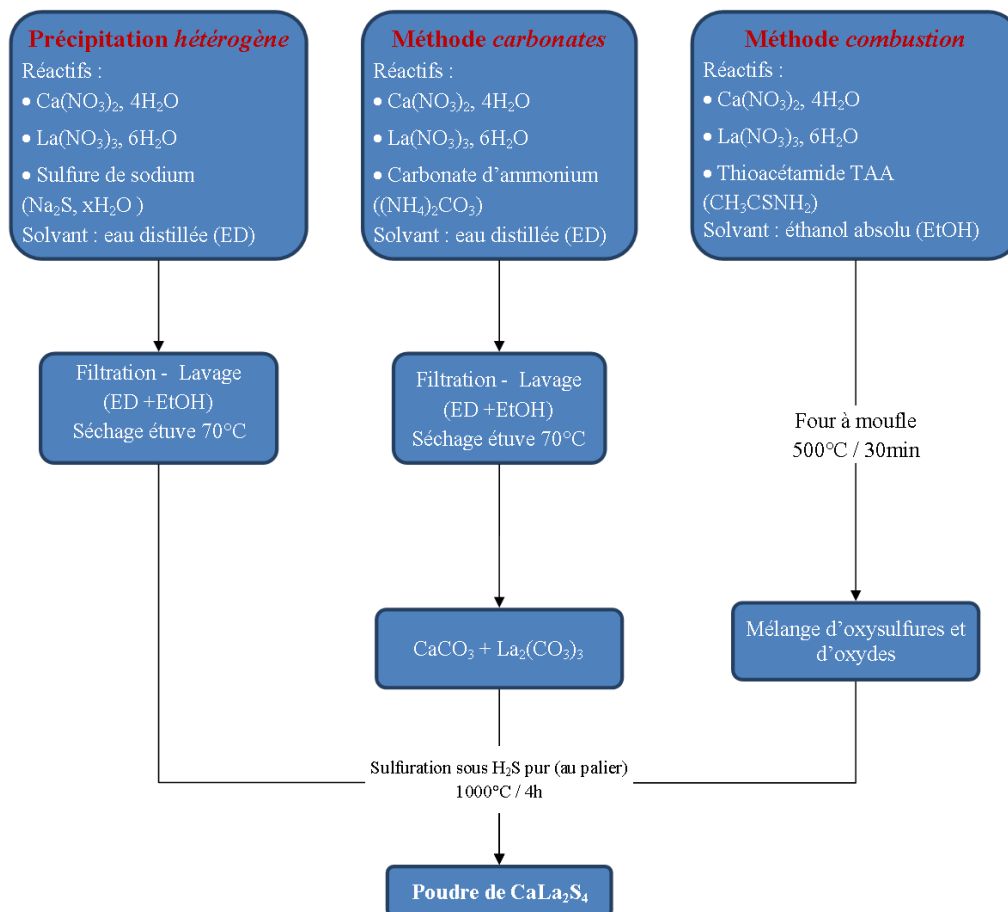 Précipitation hétérogène
Réactifs :
• Ca(NO₃)₂, 4H₂O
• La(NO₃)₃, 6H₂O
• Sulfure de sodium
(Na₂S, xH₂O )
Solvant : eau distillée (ED)
Méthode carbonates
Réactifs :
• Ca(NO₃)₂, 4H₂O
• La(NO₃)₃, 6H₂O
• Carbonate d’ammonium
((NH₄)₂CO₃)
Solvant : eau distillée (ED)
Méthode combustion
Réactifs :
• Ca(NO₃)₂, 4H₂O
• La(NO₃)₃, 6H₂O
• Thioacétamide TAA
(CH₃CSNH₂)
Solvant : éthanol absolu (EtOH)
Filtration - Lavage
(ED +EtOH)
Séchage étuve 70°C
Filtration - Lavage
(ED +EtOH)
Séchage étuve 70°C
Four à moufle
500°C / 30min
CaCO₃ + La₂(CO₃)₃
Mélange d’oxysulfures et
d’oxydes
Sulfuration sous H₂S pur (au palier)
1000°C / 4h
Poudre de CaLa₂S₄